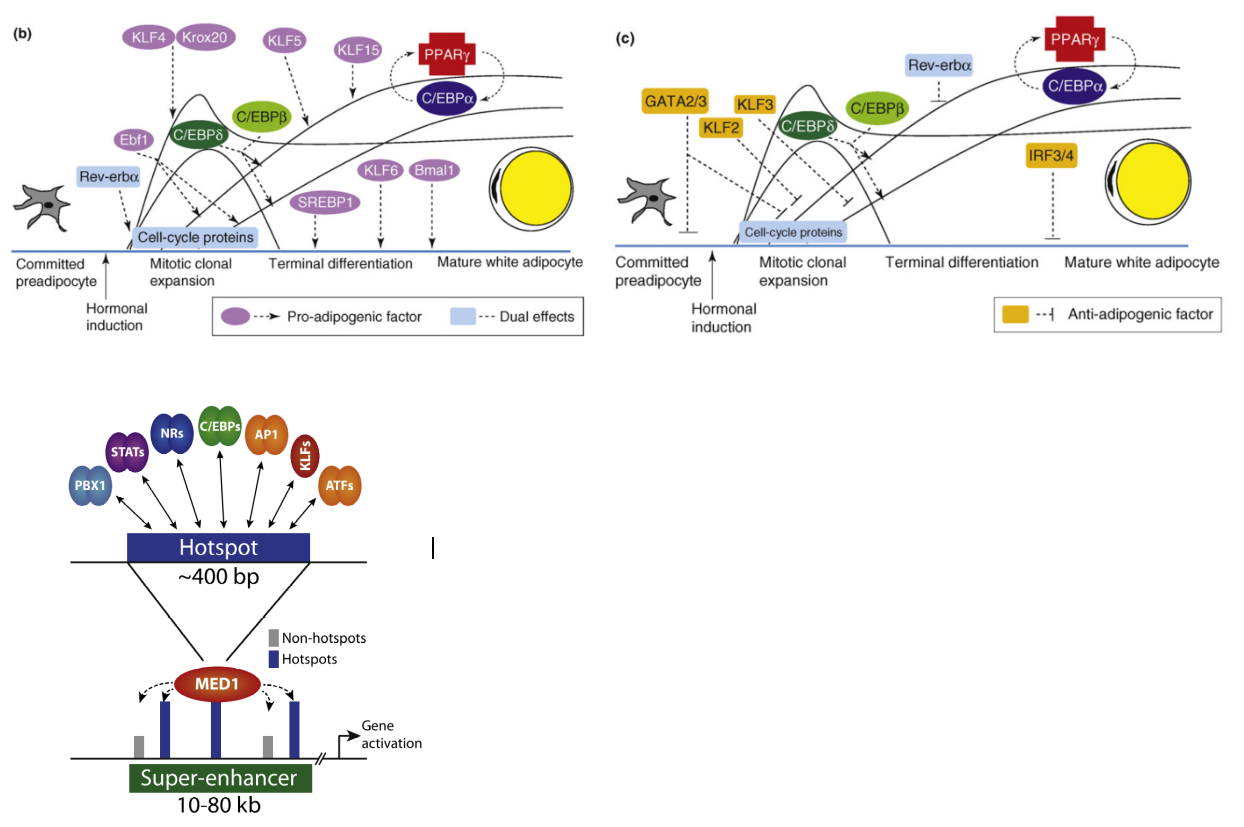 (b)
KLF4
Krox20
KLF5
KLF15
PPARγ
C/EBPα
C/EBPβ
C/EBPδ
Ebf1
Rev-erbα
KLF6
Bmal1
SREBP1
Cell-cycle proteins
Committed
preadipocyte
Mitotic clonal
expansion
Terminal differentiation
Mature white adipocyte
Hormonal
induction
Pro-adipogenic factor
Dual effects
(c)
PPARγ
Rev-erbα
C/EBPα
GATA2/3
KLF3
C/EBPβ
KLF2
C/EBPδ
IRF3/4
Cell-cycle proteins
Committed
preadipocyte
Mitotic clonal
expansion
Terminal differentiation
Mature white adipocyte
Hormonal
induction
Anti-adipogenic factor
PBX1
STATs
NRs
C/EBPs
AP1
KLFs
ATFs
Hotspot
~400 bp
Non-hotspots
Hotspots
MED1
Gene
activation
Super-enhancer
10-80 kb